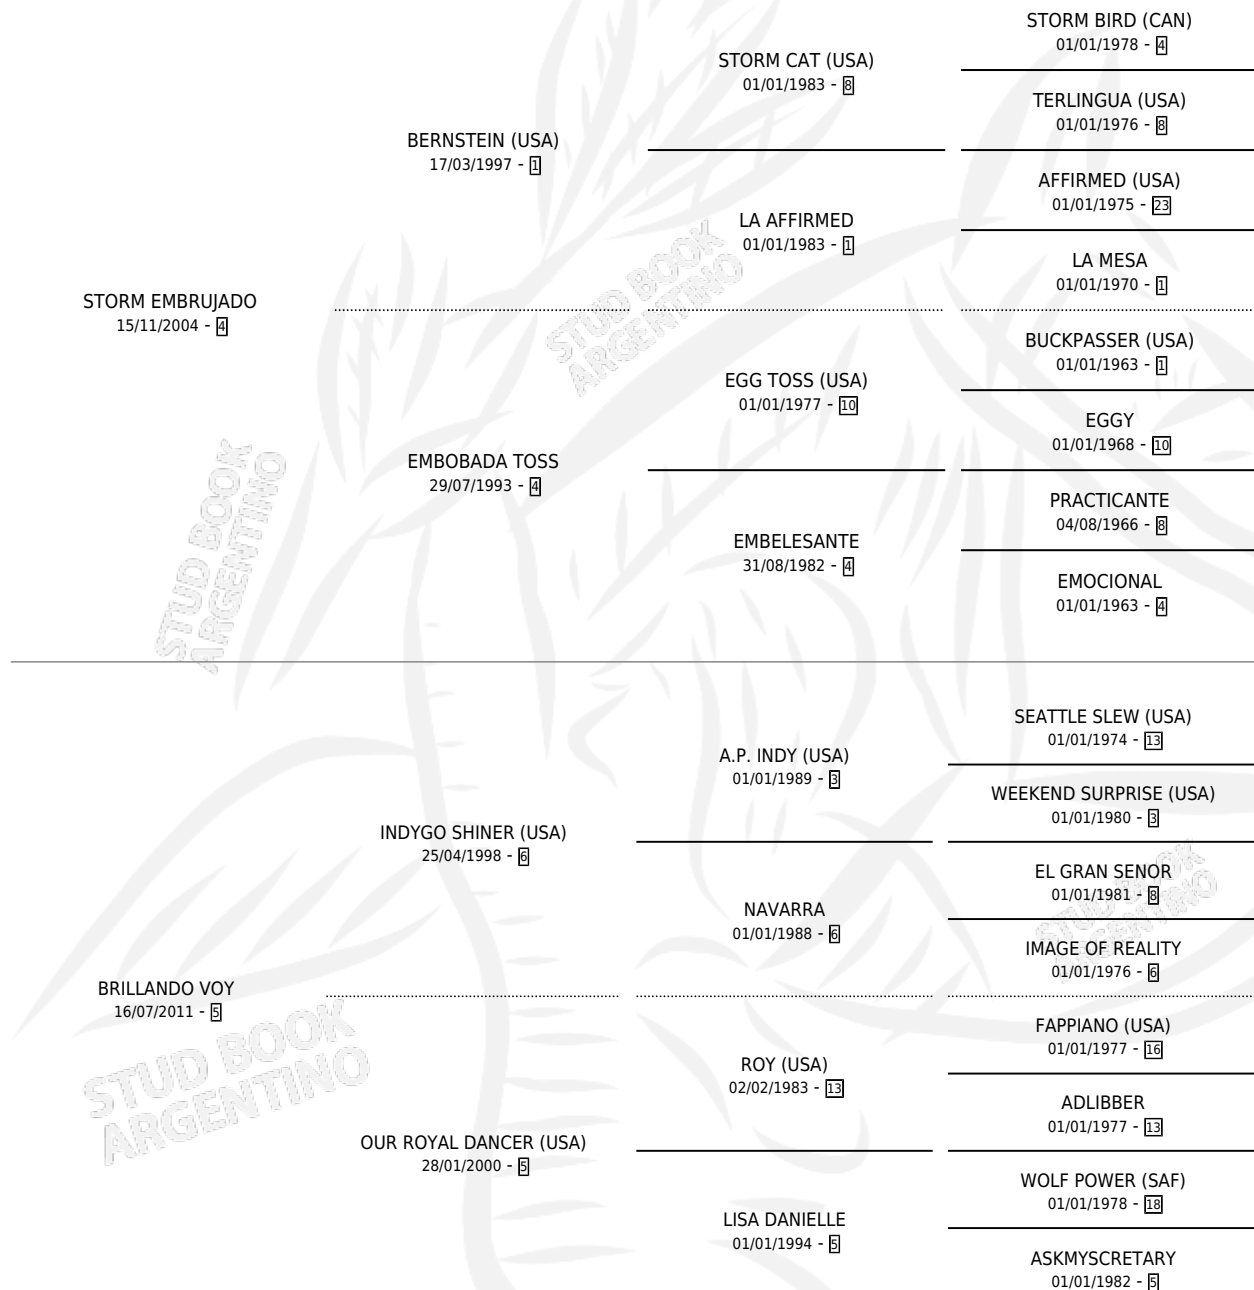 STORM BIRD (CAN)
01/01/1978 - 4
STORM CAT (USA)
01/01/1983 - 8
TERLINGUA (USA)
01/01/1976 - 8
BERNSTEIN (USA)
17/03/1997 - 1
AFFIRMED (USA)
01/01/1975 - 23
LA AFFIRMED
01/01/1983 - 1
LA MESA
01/01/1970 - 1
STORM EMBRUJADO
15/11/2004 - 4
STUD BOOK
ARGENTINO
BUCKPASSER (USA)
01/01/1963 - 1
EGG TOSS (USA)
01/01/1977 - 10
EGGY
01/01/1968 - 10
EMBOBADA TOSS
29/07/1993 - 4
PRACTICANTE
04/08/1966 - 8
EMBELESANTE
31/08/1982 - 4
EMOCIONAL
01/01/1963 - 4
STUD BOOK
ARGENTINO
SEATTLE SLEW (USA)
01/01/1974 - 13
A.P. INDY (USA)
01/01/1989 - 3
WEEKEND SURPRISE (USA)
01/01/1980 - 3
INDYGO SHINER (USA)
25/04/1998 - 6
EL GRAN SENOR
01/01/1981 - 8
STUD BOOK
ARGENTINO
NAVARRA
01/01/1988 - 6
IMAGE OF REALITY
01/01/1976 - 6
BRILLANDO VOY
16/07/2011 - 5
STUD BOOK
ARGENTINO
FAPPIANO (USA)
01/01/1977 - 16
ROY (USA)
02/02/1983 - 13
ADLIBBER
01/01/1977 - 13
OUR ROYAL DANCER (USA)
28/01/2000 - 5
WOLF POWER (SAF)
01/01/1978 - 18
LISA DANIELLE
01/01/1994 - 5
ASKMYSCRETARY
01/01/1982 - 5